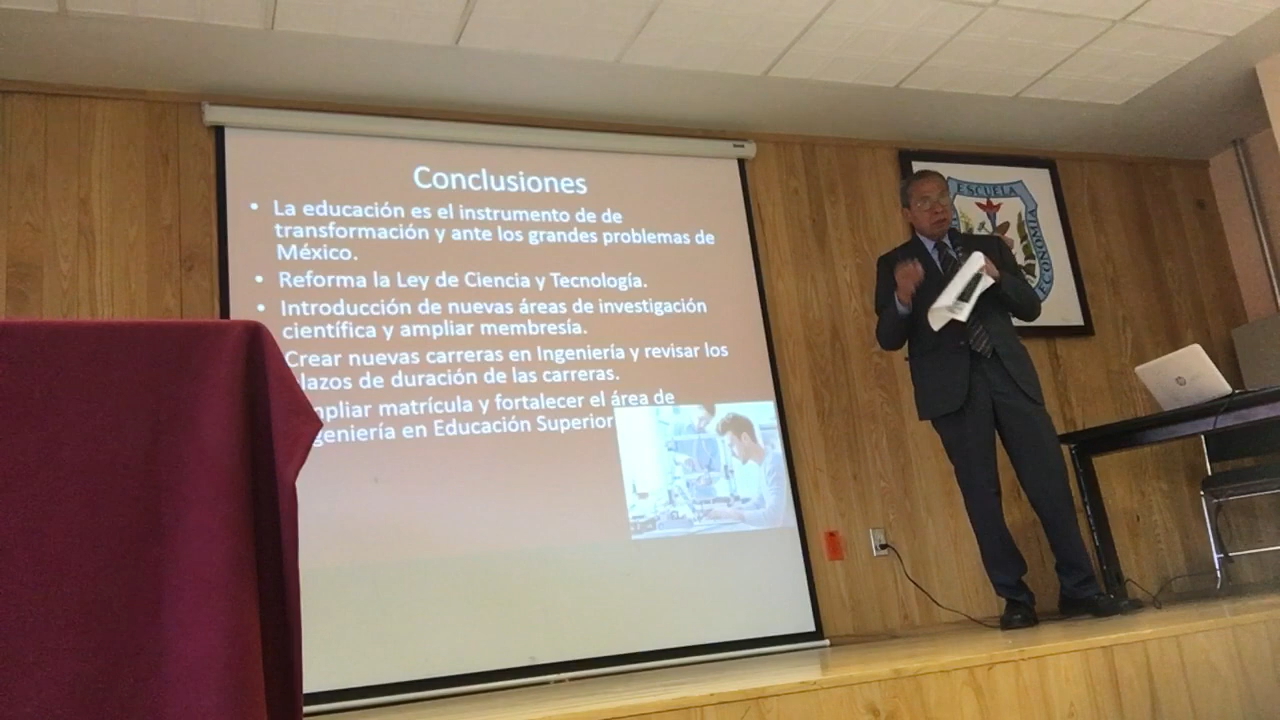 Conclusiones
• La educación es el instrumento de de
transformación y ante los grandes problemas de
México.
• Reforma la Ley de Ciencia y Tecnología.
• Introducción de nuevas áreas de investigación
científica y ampliar membresía.
Crear nuevas carreras en Ingeniería y revisar los
lazos de duración de las carreras.
mpliar matrícula y fortalecer el área de
geniería en Educación Superior
ESCUELA
ECONOMÍA
hp